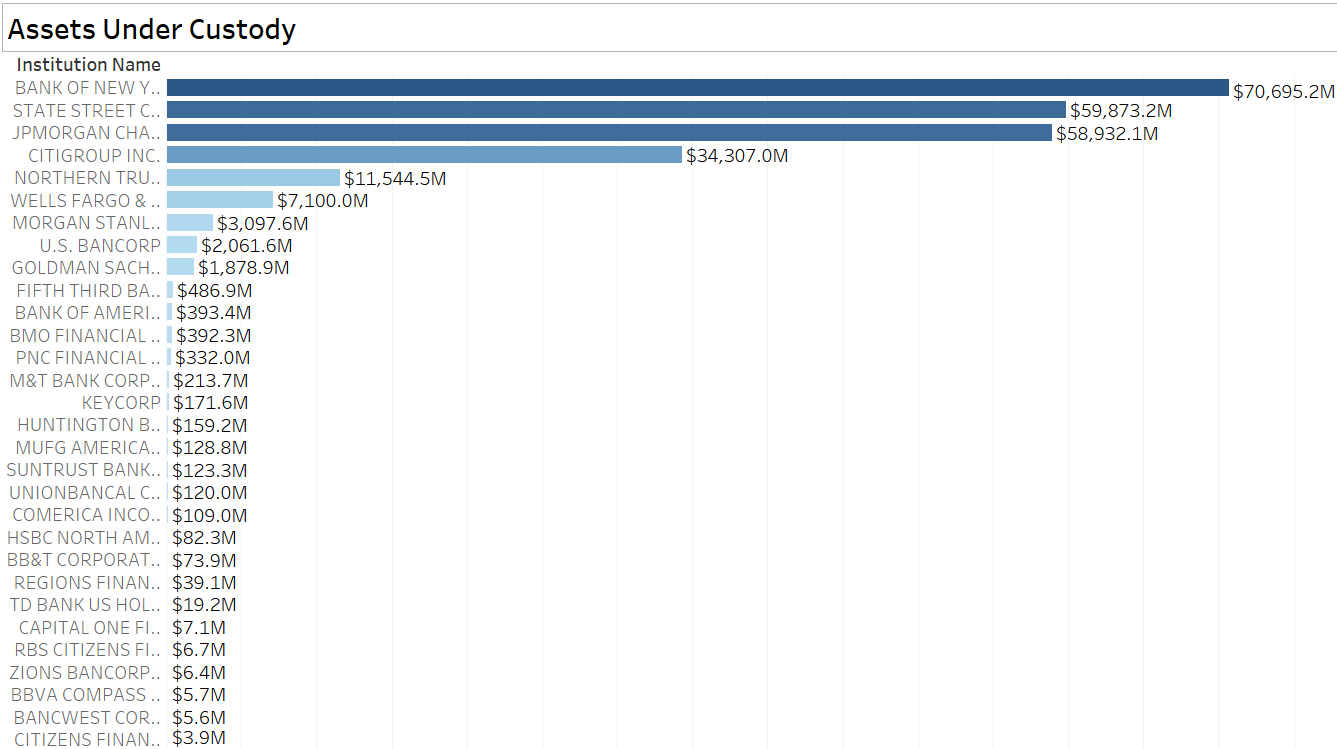 Assets Under Custody
Institution Name
BANK OF NEW Y.. $70,695.2M
STATE STREET C.. $59,873.2M
JPMORGAN CHA.. $58,932.1M
CITIGROUP INC. $34,307.0M
NORTHERN TRU.. $11,544.5M
WELLS FARGO & .. $7,100.0M
MORGAN STANL.. $3,097.6M
U.S. BANCORP $2,061.6M
GOLDMAN SACH.. $1,878.9M
FIFTH THIRD BA.. $486.9M
BANK OF AMERI.. $393.4M
BMO FINANCIAL .. $392.3M
PNC FINANCIAL .. $332.0M
M&T BANK CORP.. $213.7M
KEYCORP $171.6M
HUNTINGTON B.. $159.2M
MUFG AMERICA.. $128.8M
SUNTRUST BANK.. $123.3M
UNIONBANCAL C.. $120.0M
COMERICA INCO.. $109.0M
HSBC NORTH AM.. $82.3M
BB&T CORPORAT.. $73.9M
REGIONS FINAN.. $39.1M
TD BANK US HOL.. $19.2M
CAPITAL ONE FI.. $7.1M
RBS CITIZENS FI.. $6.7M
ZIONS BANCORP.. $6.4M
BBVA COMPASS .. $5.7M
BANCWEST COR.. $5.6M
CITIZENS FINAN.. $3.9M